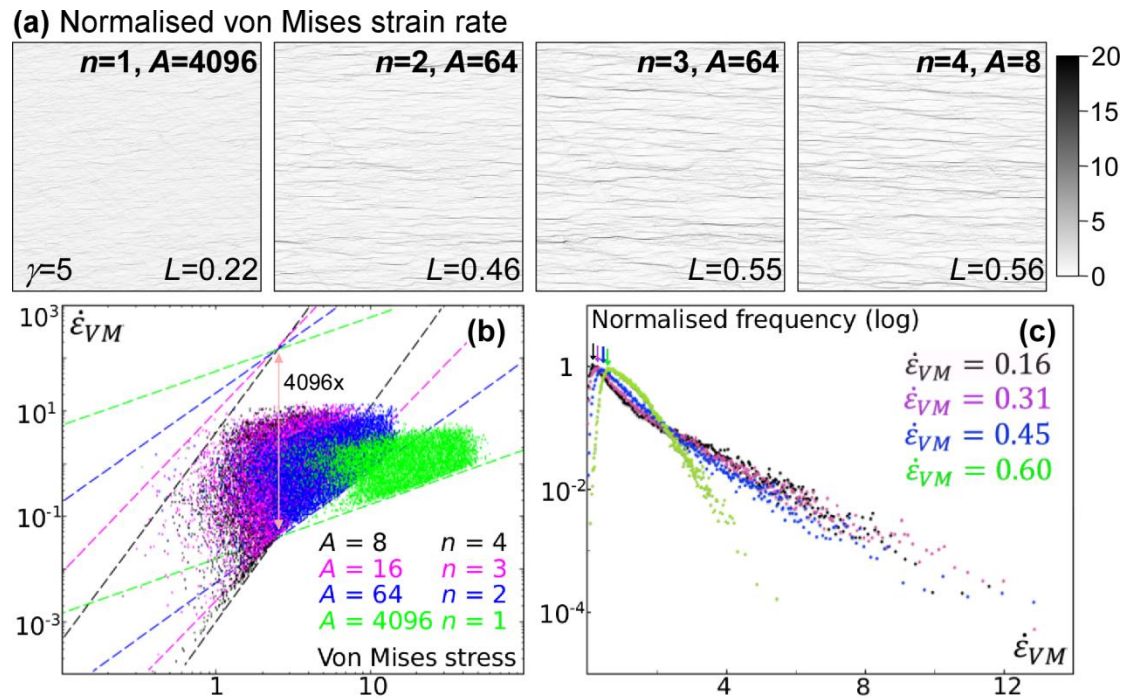 (a) Normalised von Mises strain rate
n=1, A=4096
n=2, A=64
n=3, A=64
n=4, A=8
γ=5
L=0.22
L=0.46
L=0.55
L=0.56
20
15
10
5
0
10³
10¹
10⁻¹
10⁻³
ε̇VM
(b)
4096x
A = 8 n = 4
A = 16 n = 3
A = 64 n = 2
A = 4096 n = 1
Von Mises stress
1
10
Normalised frequency (log)
(c)
1
10⁻²
10⁻⁴
ε̇VM = 0.16
ε̇VM = 0.31
ε̇VM = 0.45
ε̇VM = 0.60
ε̇VM
4
8
12